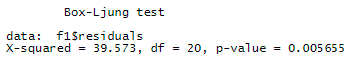 Box-Ljung test
data: f1$residuals
X-squared = 39.573, df = 20, p-value = 0.005655